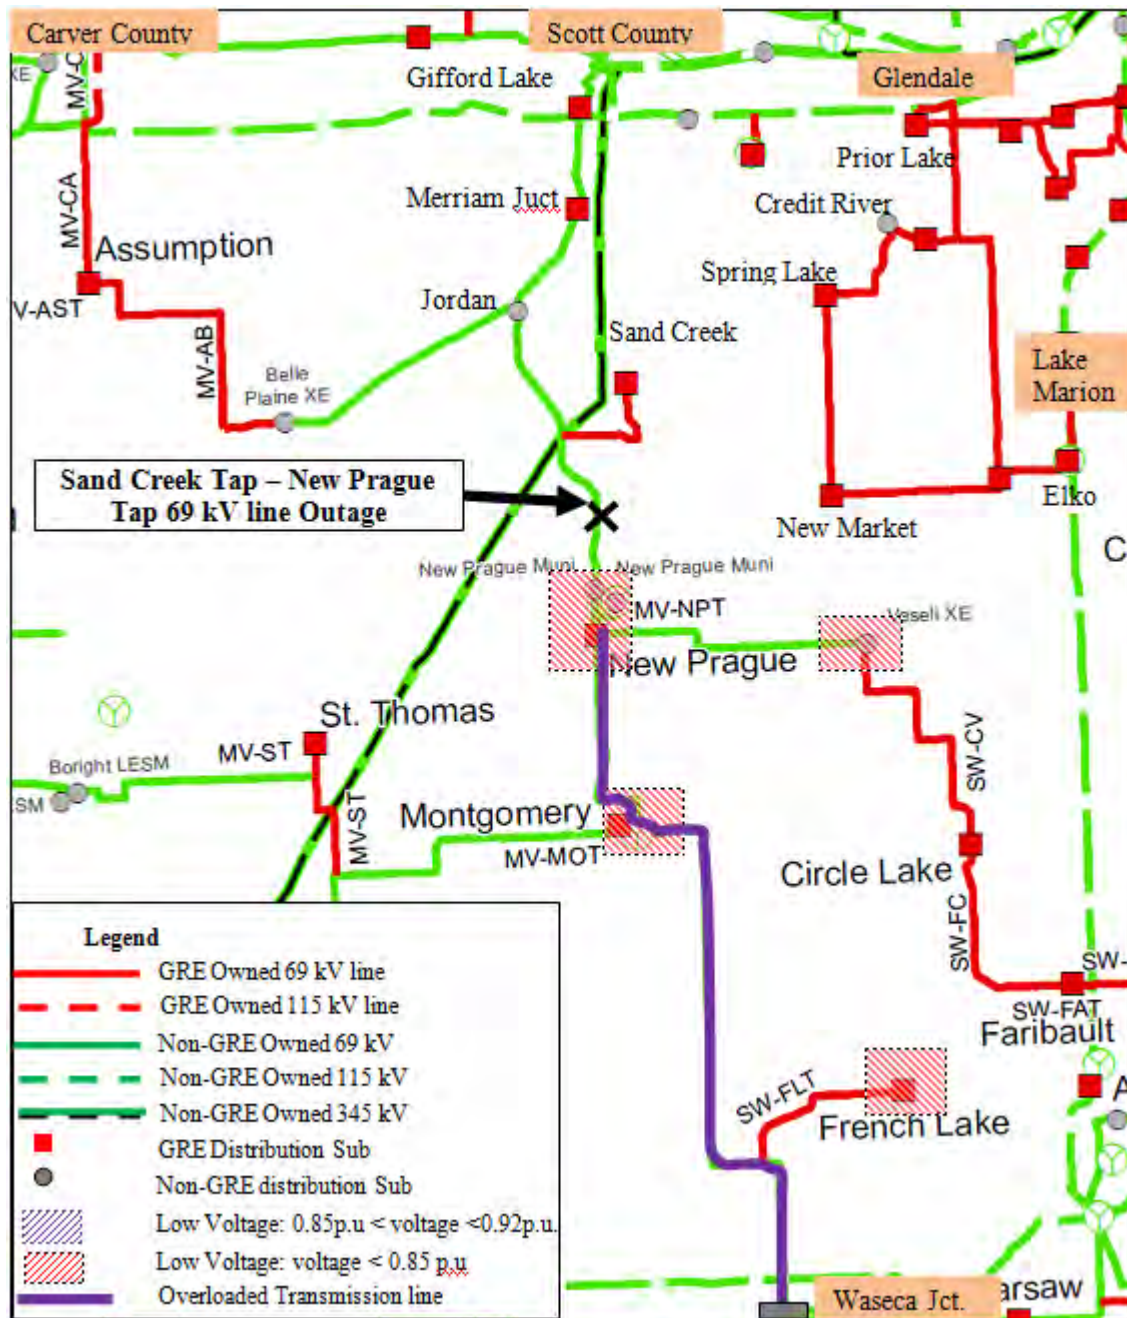 Carver County
Scott County
XE
MV-C
Gifford Lake
Glendale
Prior Lake
MV-CA
Merriam Juct
Credit River
Assumption
Spring Lake
V-AST
Jordan
Sand Creek
MV-AB
Belle
Plaine XE
Lake
Marion
Sand Creek Tap – New Prague
Tap 69 kV line Outage
Elko
New Market
C
New Prague Muni
New Prague Muni
MV-NPT
Veseli XE
New Prague
St. Thomas
SW-CV
MV-ST
Boright LESM
SM
MV-ST
Montgomery
MV-MOT
Circle Lake
SW-FC
Legend
GRE Owned 69 kV line
GRE Owned 115 kV line
Non-GRE Owned 69 kV
Non-GRE Owned 115 kV
Non-GRE Owned 345 kV
GRE Distribution Sub
Non-GRE distribution Sub
Low Voltage: 0.85p.u < voltage <0.92p.u.
Low Voltage: voltage < 0.85 p.u
Overloaded Transmission line
SW-
SW-FAT
Faribault
SW-FLT
A
French Lake
Waseca Jct.
arsaw